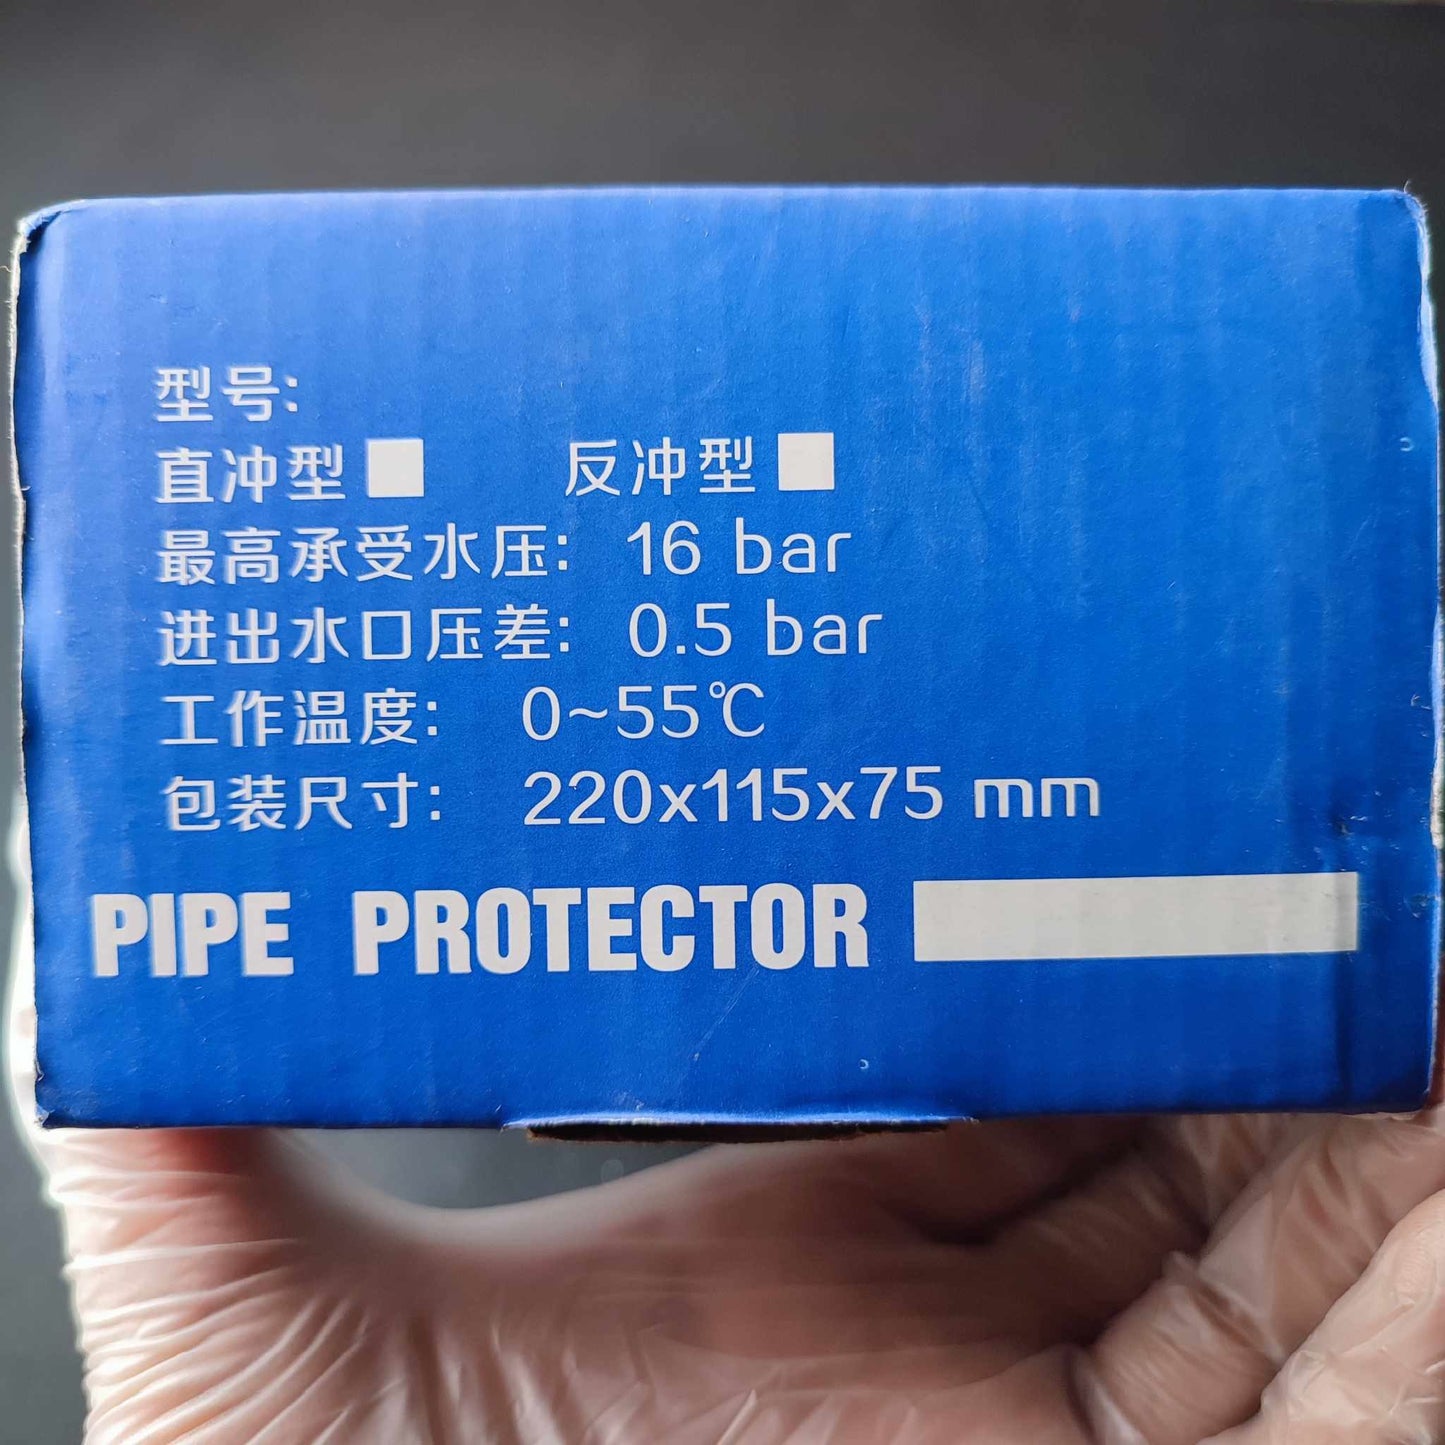 型号:
直冲型 反冲型
最高承受水压: 16 bar
进出水口压差: 0.5 bar
工作温度: 0~55℃
包装尺寸: 220x115x75 mm
PIPE PROTECTOR